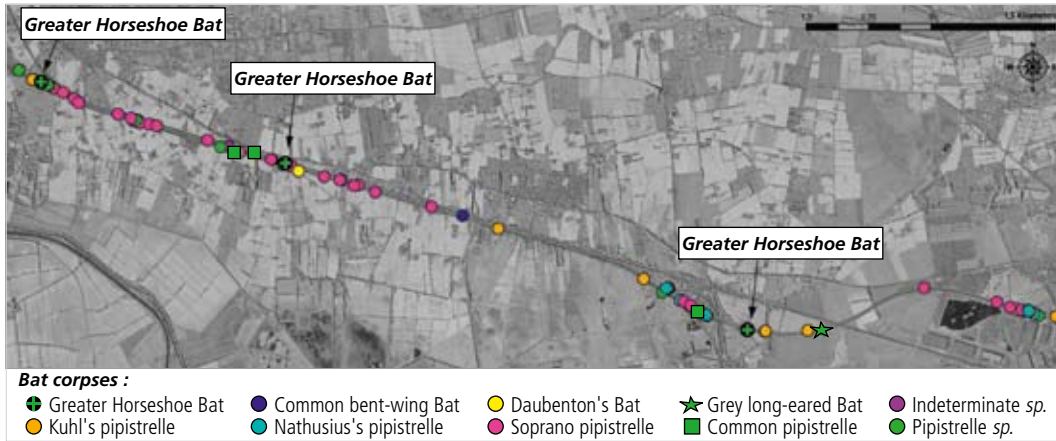 Greater Horseshoe Bat
Greater Horseshoe Bat
Greater Horseshoe Bat
Bat corpses :
Greater Horseshoe Bat
Common bent-wing Bat
Daubenton's Bat
Grey long-eared Bat
Indeterminate sp.
Kuhl's pipistrelle
Nathusius's pipistrelle
Soprano pipistrelle
Common pipistrelle
Pipistrelle sp.